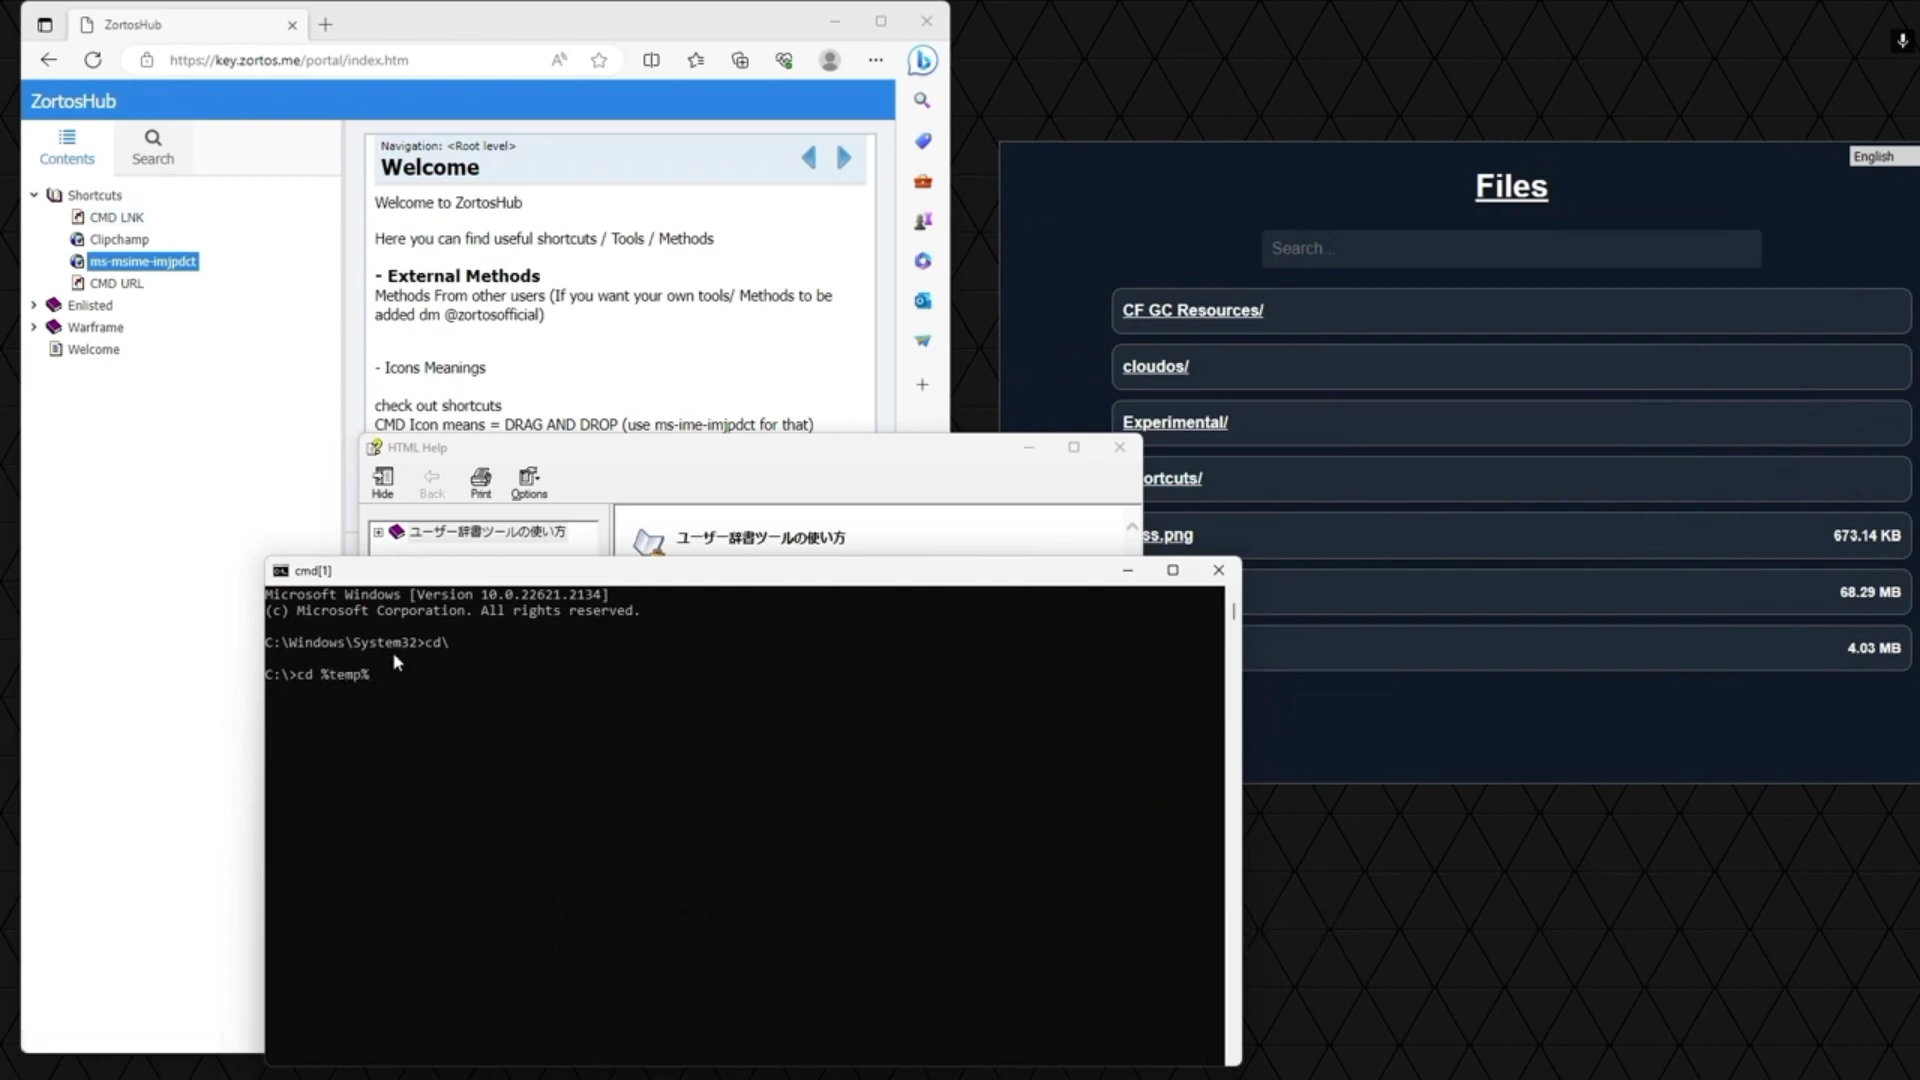 ZortosHub
https://key.zortos.me/portal/index.htm
ZortosHub
Contents
Search
Shortcuts
CMD LNK
Clipchamp
ms-msime-imjpdct
CMD URL
Enlisted
Warframe
Welcome
Navigation: <Root level>
Welcome
Welcome to ZortosHub
Here you can find useful shortcuts / Tools / Methods
- External Methods
Methods From other users (If you want your own tools/ Methods to be
added dm @zortosofficial)
- Icons Meanings
check out shortcuts
CMD Icon means = DRAG AND DROP (use ms-ime-imjpdct for that)
HTML Help
Hide
Back
Print
Options
ユーザー辞書ツールの使い方
ユーザー辞書ツールの使い方
cmd[1]
Microsoft Windows [Version 10.0.22621.2134]
(c) Microsoft Corporation. All rights reserved.
C:\Windows\System32>cd\
C:\>cd %temp%
English
Files
Search...
CF GC Resources/
cloudos/
Experimental/
ortcuts/
ss.png
673.14 KB
68.29 MB
4.03 MB